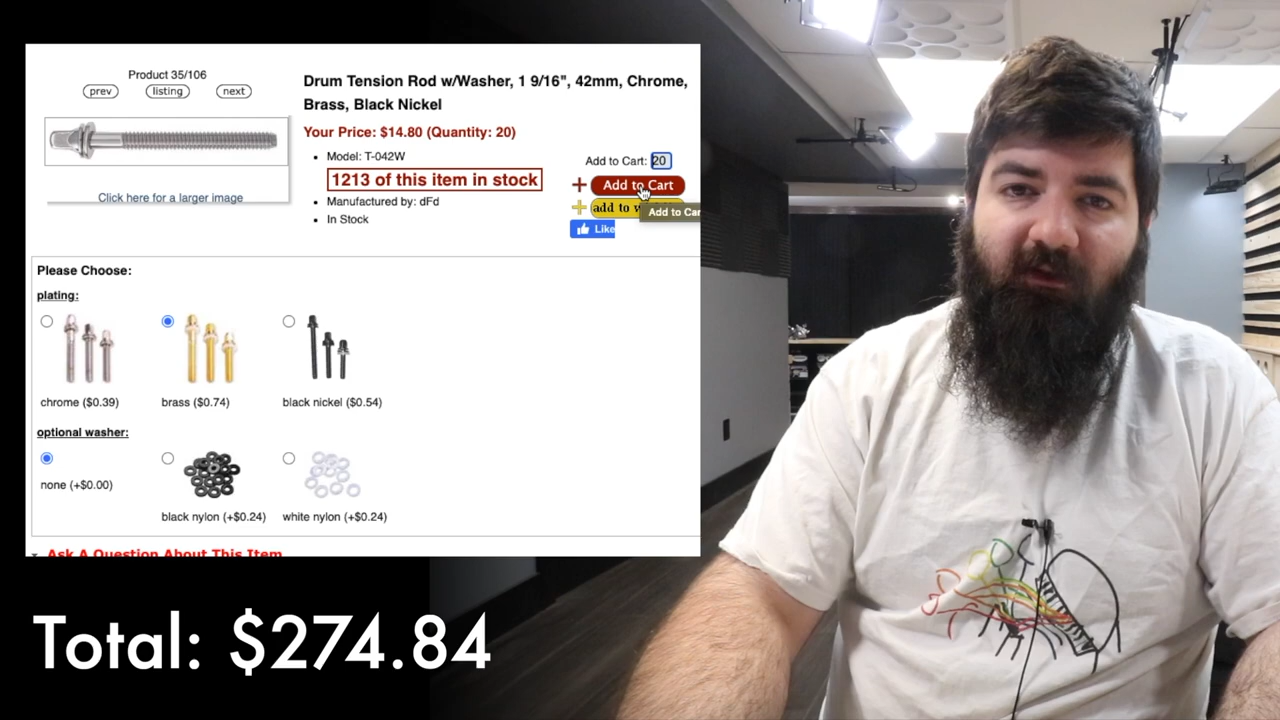 Product 35/106
prev
listing
next
Click here for a larger image
Drum Tension Rod w/Washer, 1 9/16", 42mm, Chrome,
Brass, Black Nickel
Your Price: $14.80 (Quantity: 20)
Model: T-042W
1213 of this item in stock
Manufactured by: dFd
In Stock
Add to Cart: 20
Add to Cart
add to w
Add to Car
Like
Please Choose:
plating:
chrome ($0.39)
brass ($0.74)
black nickel ($0.54)
optional washer:
none (+$0.00)
black nylon (+$0.24)
white nylon (+$0.24)
Ask A Question About This Item
Total: $274.84